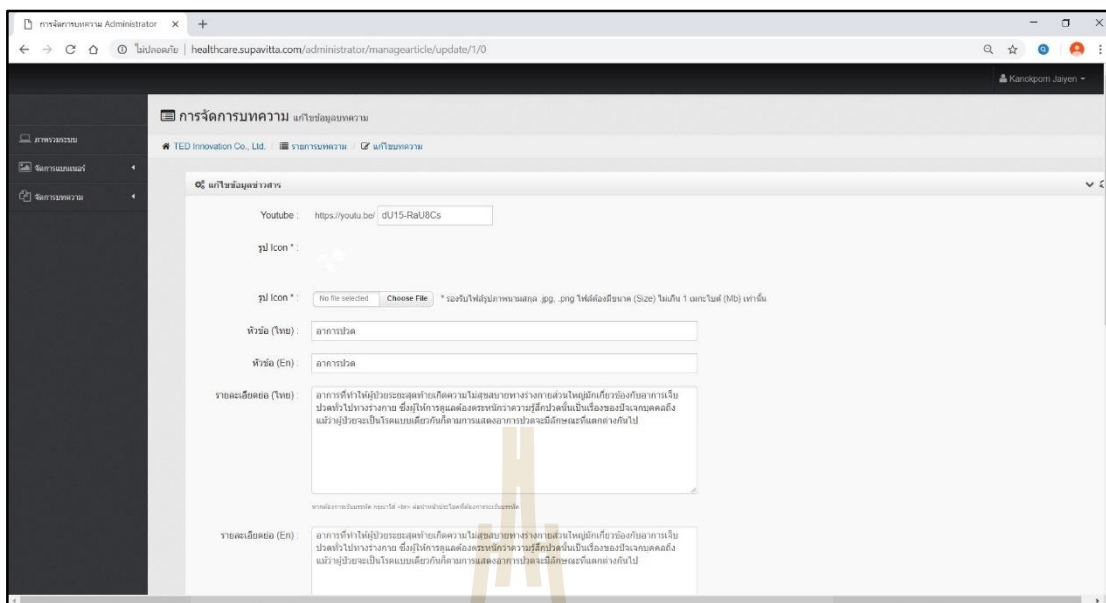 การจัดการบทความ Administrator
ไม่ปลอดภัย | healthcare.supavitta.com/administrator/managearticle/update/1/0
Kanokporn Jaiyen
การจัดการบทความ แก้ไขข้อมูลบทความ
ภาพรวมระบบ
TED Innovation Co., Ltd. / รายการบทความ / แก้ไขบทความ
จัดการแบนเนอร์
จัดการบทความ
แก้ไขข้อมูลข่าวสาร
Youtube : https://youtu.be/ dU15-RaU8Cs
รูป Icon * :
รูป Icon * : No file selected Choose File * รองรับไฟล์รูปภาพนามสกุล .jpg, .png ไฟล์ต้องมีขนาด (Size) ไม่เกิน 1 เมกะไบต์ (Mb) เท่านั้น
หัวข้อ (ไทย) : อาการปวด
หัวข้อ (En) : อาการปวด
รายละเอียดย่อ (ไทย) : อาการที่ทำให้ผู้ป่วยระยะสุดท้ายเกิดความไม่สุขสบายทางร่างกายส่วนใหญ่มักเกี่ยวข้องกับอาการเจ็บ
ปวดทั่วไปทางร่างกาย ซึ่งผู้ให้การดูแลต้องตระหนักว่าความรู้สึกปวดนั้นเป็นเรื่องของปัจเจกบุคคลถึง
แม้ว่าผู้ป่วยจะเป็นโรคแบบเดียวกันก็ตามการแสดงอาการปวดจะมีลักษณะที่แตกต่างกันไป
รายละเอียดย่อ (En) : อาการที่ทำให้ผู้ป่วยระยะสุดท้ายเกิดความไม่สุขสบายทางร่างกายส่วนใหญ่มักเกี่ยวข้องกับอาการเจ็บ
ปวดทั่วไปทางร่างกาย ซึ่งผู้ให้การดูแลต้องตระหนักว่าความรู้สึกปวดนั้นเป็นเรื่องของปัจเจกบุคคลถึง
แม้ว่าผู้ป่วยจะเป็นโรคแบบเดียวกันก็ตามการแสดงอาการปวดจะมีลักษณะที่แตกต่างกันไป